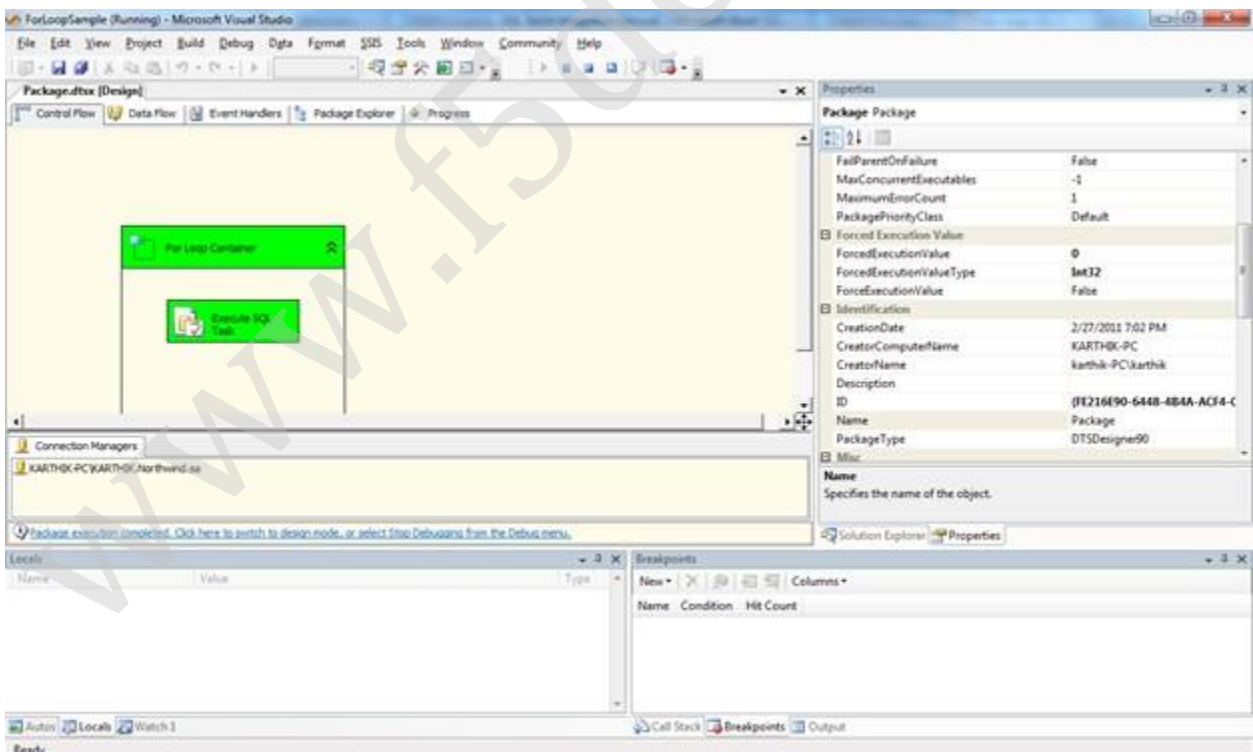 ForLoopSample (Running) - Microsoft Visual Studio
File Edit View Project Build Debug Data Format SSIS Tools Window Community Help
Package.dtsx [Design]
Control Flow Data Flow Event Handlers Package Explorer Progress
For Loop Container
Execute SQL
Task
Connection Managers
KARTHIK-PC\KARTHIK.Northwind.sa
Package execution completed. Click here to switch to design mode, or select Stop Debugging from the Debug menu.
Properties
Package Package
FailParentOnFailure False
MaxConcurrentExecutables -1
MaximumErrorCount 1
PackagePriorityClass Default
Forced Execution Value
ForcedExecutionValue 0
ForcedExecutionValueType Int32
ForceExecutionValue False
Identification
CreationDate 2/27/2011 7:02 PM
CreatorComputerName KARTHIK-PC
CreatorName karthik-PC\karthik
Description
ID {FE216E90-6448-4B4A-ACF4-C
Name Package
PackageType DTSDesigner90
Misc
Name
Specifies the name of the object.
Solution Explorer Properties
Locals
Name Value Type
Autos Locals Watch 1
Breakpoints
New Columns
Name Condition Hit Count
Call Stack Breakpoints Output
Ready
www.f5d